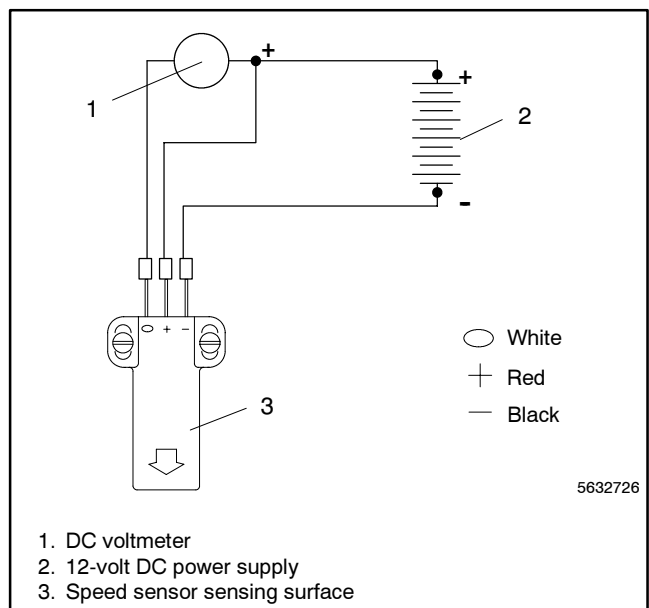 +
+
1
2
-
○ + −
○ White
+ Red
— Black
3
5632726
1. DC voltmeter
2. 12-volt DC power supply
3. Speed sensor sensing surface